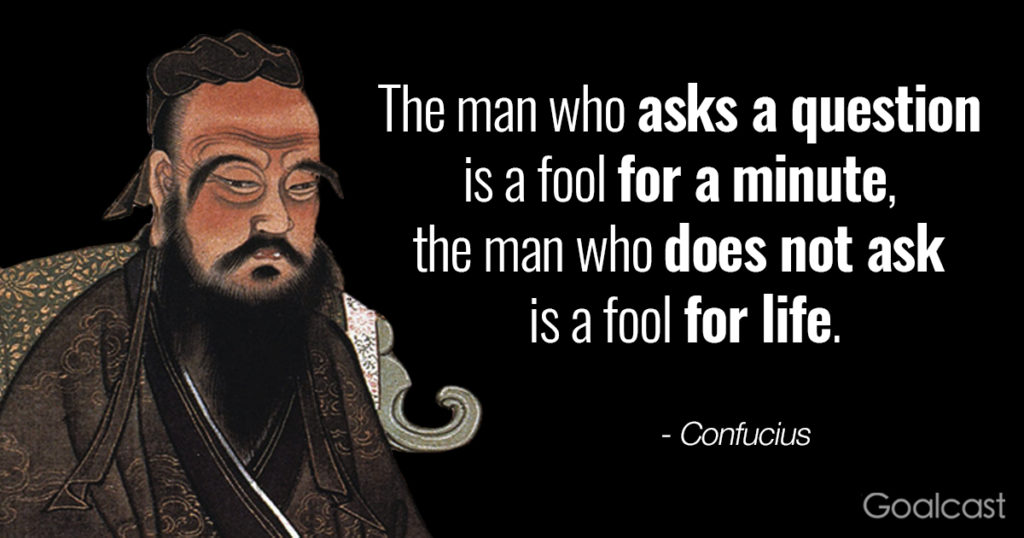 The man who asks a question
is a fool for a minute,
the man who does not ask
is a fool for life.
- Confucius
Goalcast